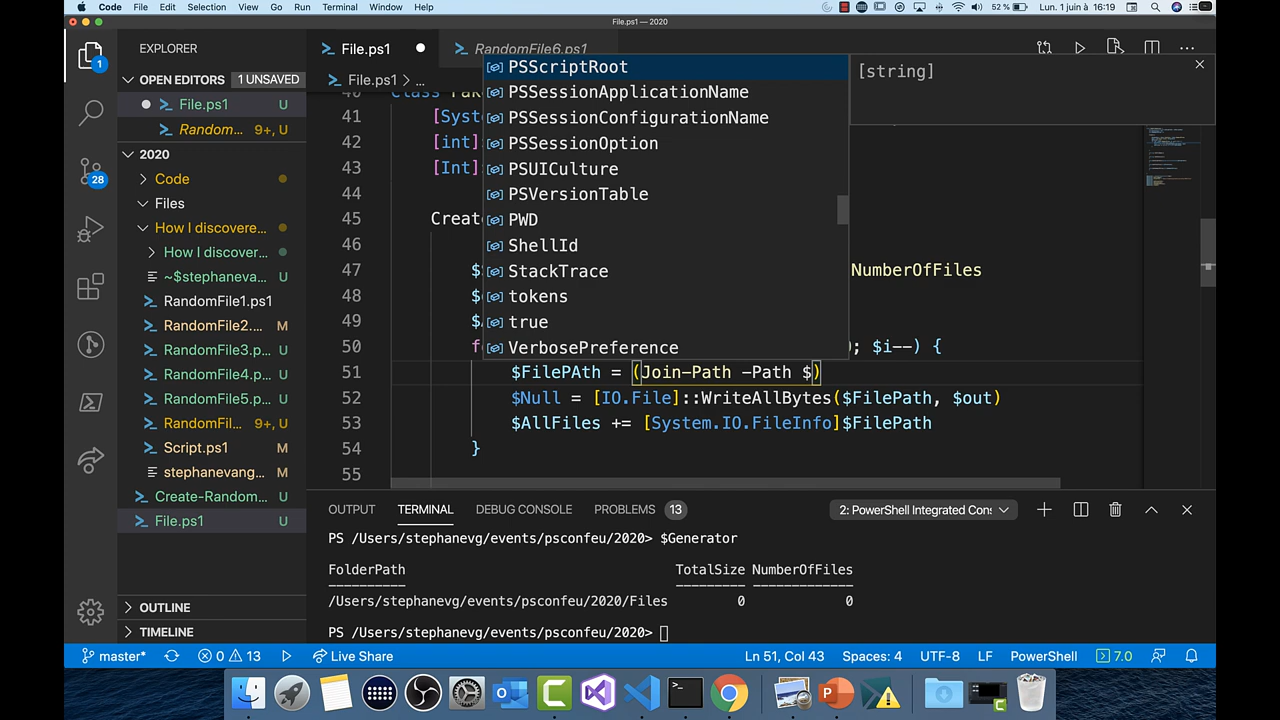 Code File Edit Selection View Go Run Terminal Window Help 52 % Lun. 1 juin à 16:19
File.ps1 — 2020
EXPLORER
File.ps1
RandomFile6.ps1
OPEN EDITORS 1 UNSAVED
File.ps1 U
Random... 9+, U
2020
Code
Files
How I discovere...
How I discover...
~$stephaneva... U
RandomFile1.ps1
RandomFile2.... M
RandomFile3.p... U
RandomFile4.p... U
RandomFile5.p... U
RandomFil... 9+, U
Script.ps1 M
stephanevang... M
Create-Random... U
File.ps1 U
OUTLINE
TIMELINE
1
28
File.ps1 > ...
PSScriptRoot
PSSessionApplicationName
PSSessionConfigurationName
PSSessionOption
PSUICulture
PSVersionTable
PWD
ShellId
StackTrace
tokens
true
VerbosePreference
[string]
41 [Sys
42 [int]
43 [Int]
44
45 Creat
46
47 $ NumberOfFiles
48 $
49 $
50 f ; $i--) {
51 $FilePAth = (Join-Path -Path $)
52 $Null = [IO.File]::WriteAllBytes($FilePath, $out)
53 $AllFiles += [System.IO.FileInfo]$FilePath
54 }
55
OUTPUT TERMINAL DEBUG CONSOLE PROBLEMS 13 2: PowerShell Integrated Con
PS /Users/stephanevg/events/psconfeu/2020> $Generator
FolderPath TotalSize NumberOfFiles
---------- --------- -------------
/Users/stephanevg/events/psconfeu/2020/Files 0 0
PS /Users/stephanevg/events/psconfeu/2020>
master* 0 13 Live Share Ln 51, Col 43 Spaces: 4 UTF-8 LF PowerShell 7.0